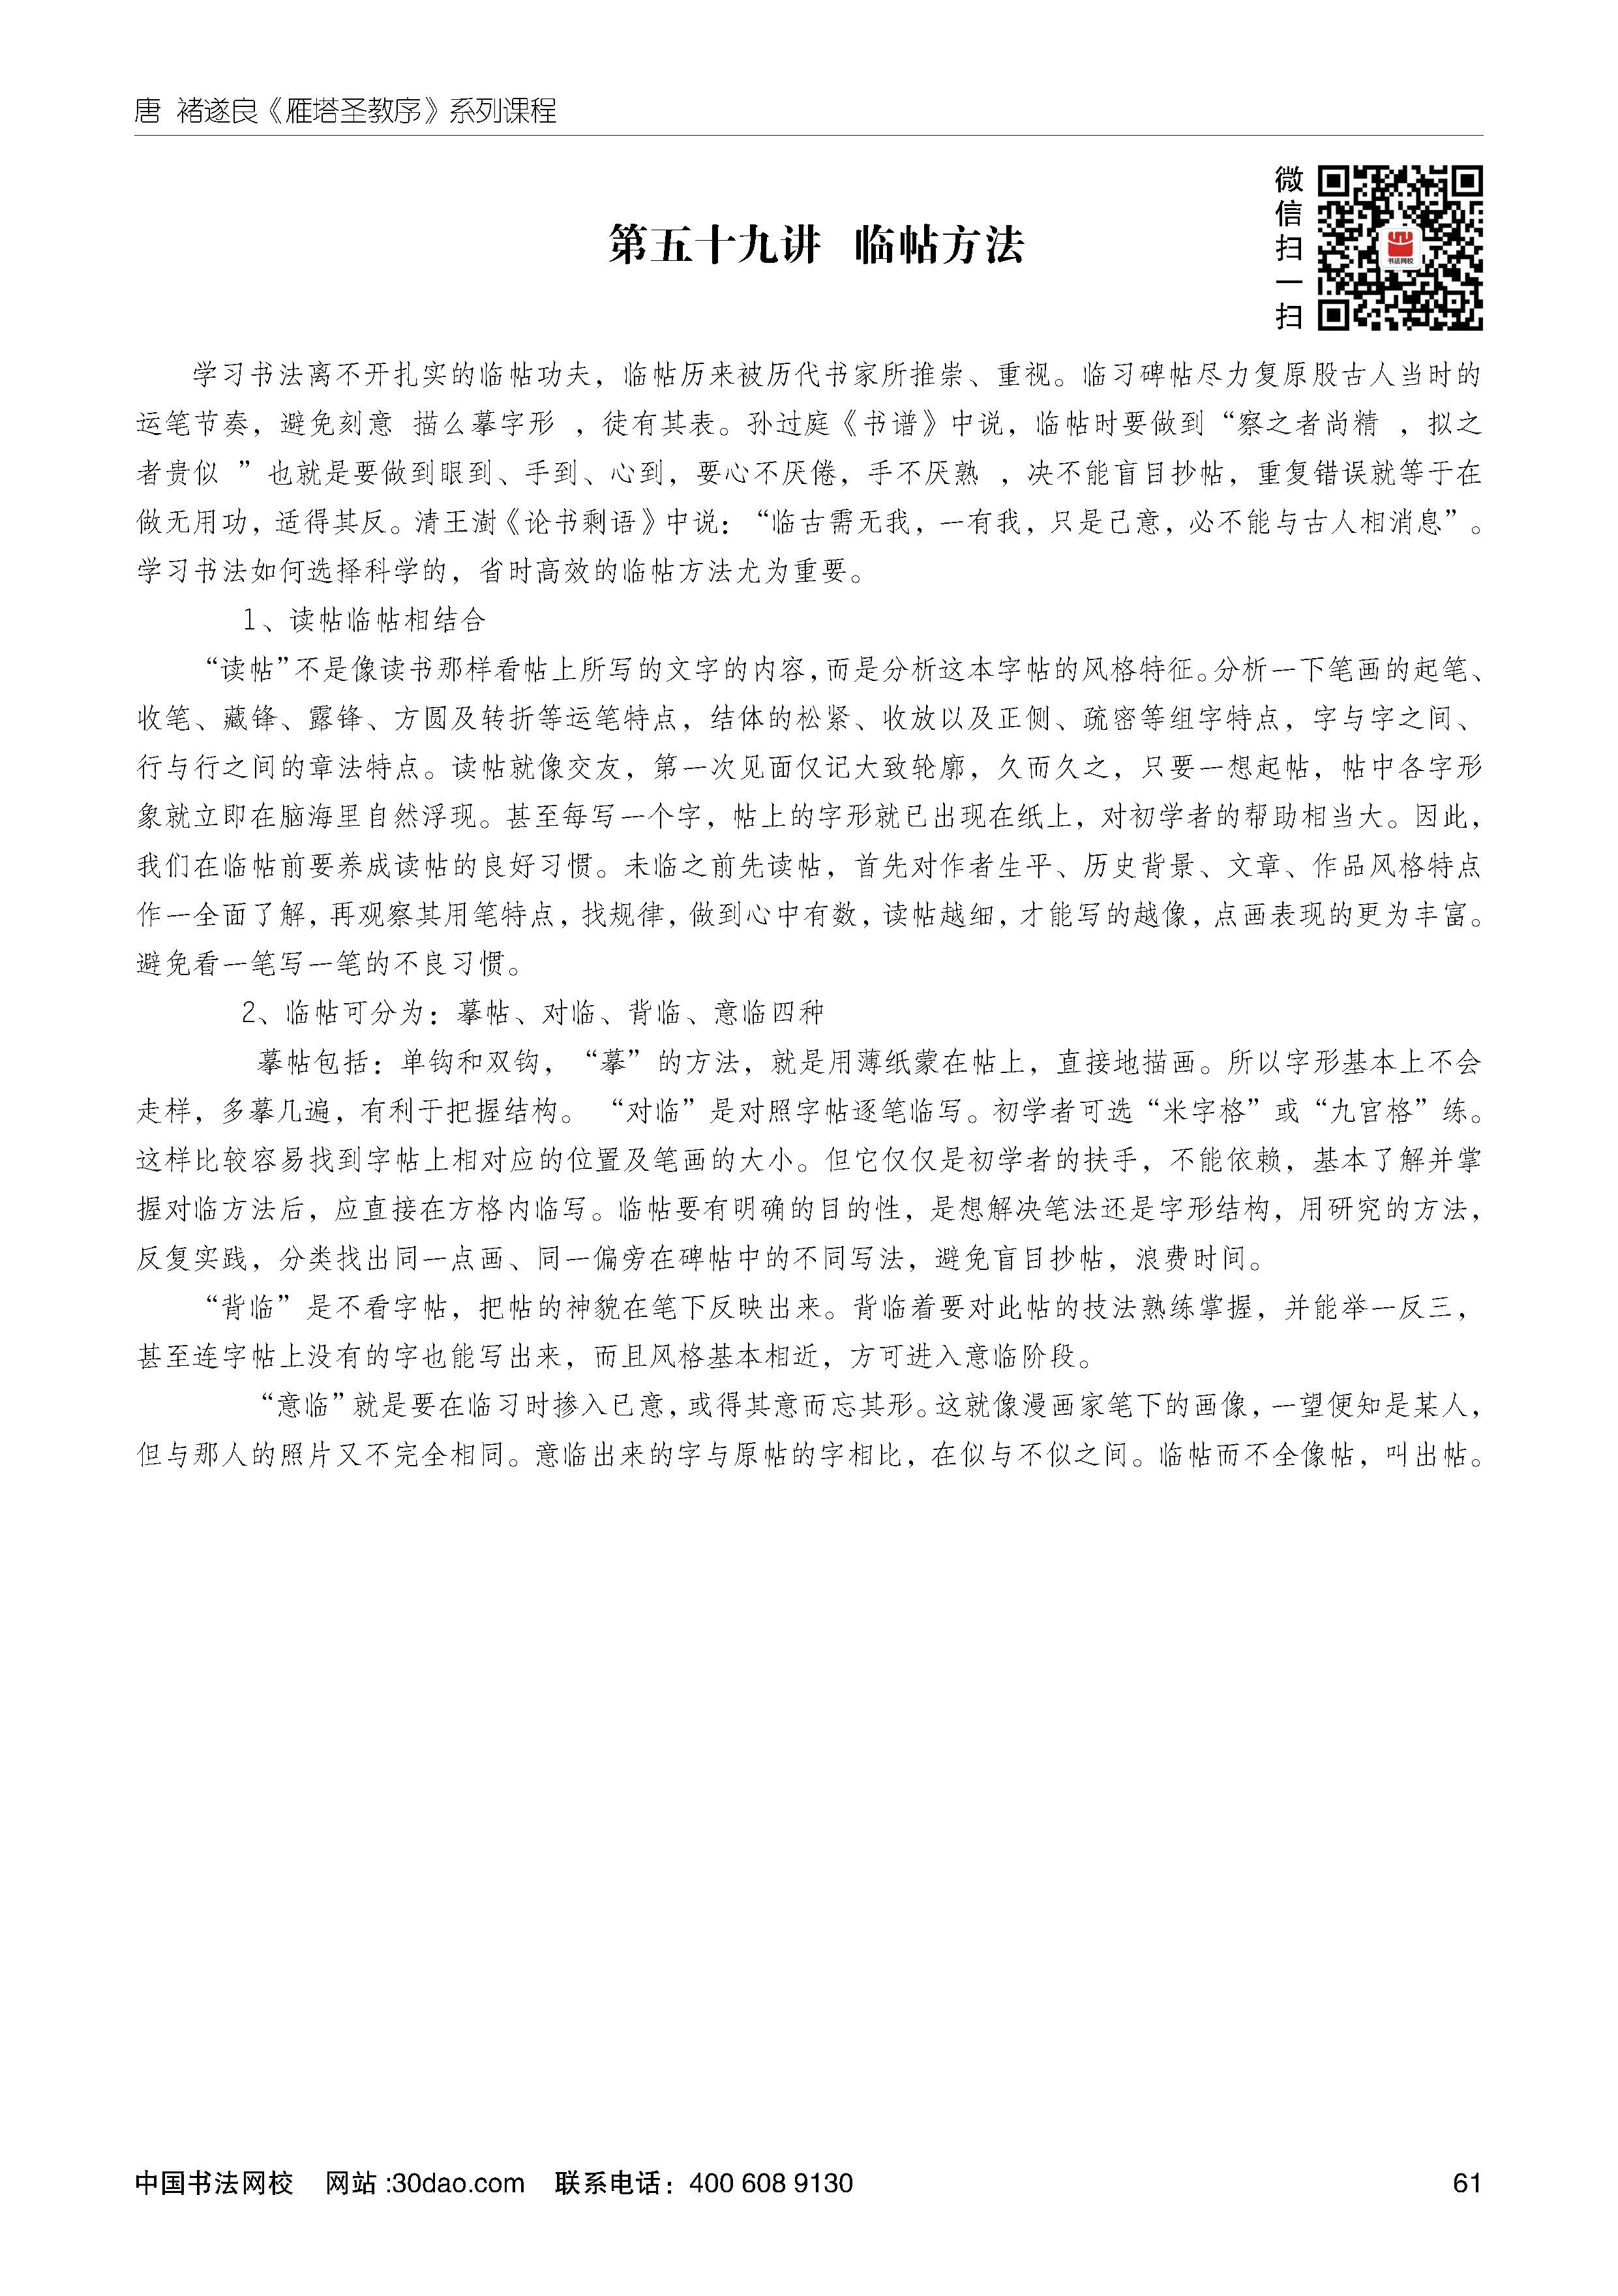 唐 褚遂良《雁塔圣教序》系列课程
微信扫一扫
书法网校
第五十九讲 临帖方法
学习书法离不开扎实的临帖功夫，临帖历来被历代书家所推崇、重视。临习碑帖尽力复原股古人当时的
运笔节奏，避免刻意 描么摹字形 ，徒有其表。孙过庭《书谱》中说，临帖时要做到“察之者尚精 ，拟之
者贵似 ”也就是要做到眼到、手到、心到，要心不厌倦，手不厌熟 ，决不能盲目抄帖，重复错误就等于在
做无用功，适得其反。清王澍《论书剩语》中说：“临古需无我，一有我，只是己意，必不能与古人相消息”。
学习书法如何选择科学的，省时高效的临帖方法尤为重要。
1、读帖临帖相结合
“读帖”不是像读书那样看帖上所写的文字的内容，而是分析这本字帖的风格特征。分析一下笔画的起笔、
收笔、藏锋、露锋、方圆及转折等运笔特点，结体的松紧、收放以及正侧、疏密等组字特点，字与字之间、
行与行之间的章法特点。读帖就像交友，第一次见面仅记大致轮廓，久而久之，只要一想起帖，帖中各字形
象就立即在脑海里自然浮现。甚至每写一个字，帖上的字形就已出现在纸上，对初学者的帮助相当大。因此，
我们在临帖前要养成读帖的良好习惯。未临之前先读帖，首先对作者生平、历史背景、文章、作品风格特点
作一全面了解，再观察其用笔特点，找规律，做到心中有数，读帖越细，才能写的越像，点画表现的更为丰富。
避免看一笔写一笔的不良习惯。
2、临帖可分为：摹帖、对临、背临、意临四种
摹帖包括：单钩和双钩，“摹”的方法，就是用薄纸蒙在帖上，直接地描画。所以字形基本上不会
走样，多摹几遍，有利于把握结构。 “对临”是对照字帖逐笔临写。初学者可选“米字格”或“九宫格”练。
这样比较容易找到字帖上相对应的位置及笔画的大小。但它仅仅是初学者的扶手，不能依赖，基本了解并掌
握对临方法后，应直接在方格内临写。临帖要有明确的目的性，是想解决笔法还是字形结构，用研究的方法，
反复实践，分类找出同一点画、同一偏旁在碑帖中的不同写法，避免盲目抄帖，浪费时间。
“背临”是不看字帖，把帖的神貌在笔下反映出来。背临着要对此帖的技法熟练掌握，并能举一反三，
甚至连字帖上没有的字也能写出来，而且风格基本相近，方可进入意临阶段。
“意临”就是要在临习时掺入已意，或得其意而忘其形。这就像漫画家笔下的画像，一望便知是某人，
但与那人的照片又不完全相同。意临出来的字与原帖的字相比，在似与不似之间。临帖而不全像帖，叫出帖。
中国书法网校 网站 :30dao.com 联系电话：400 608 9130
61